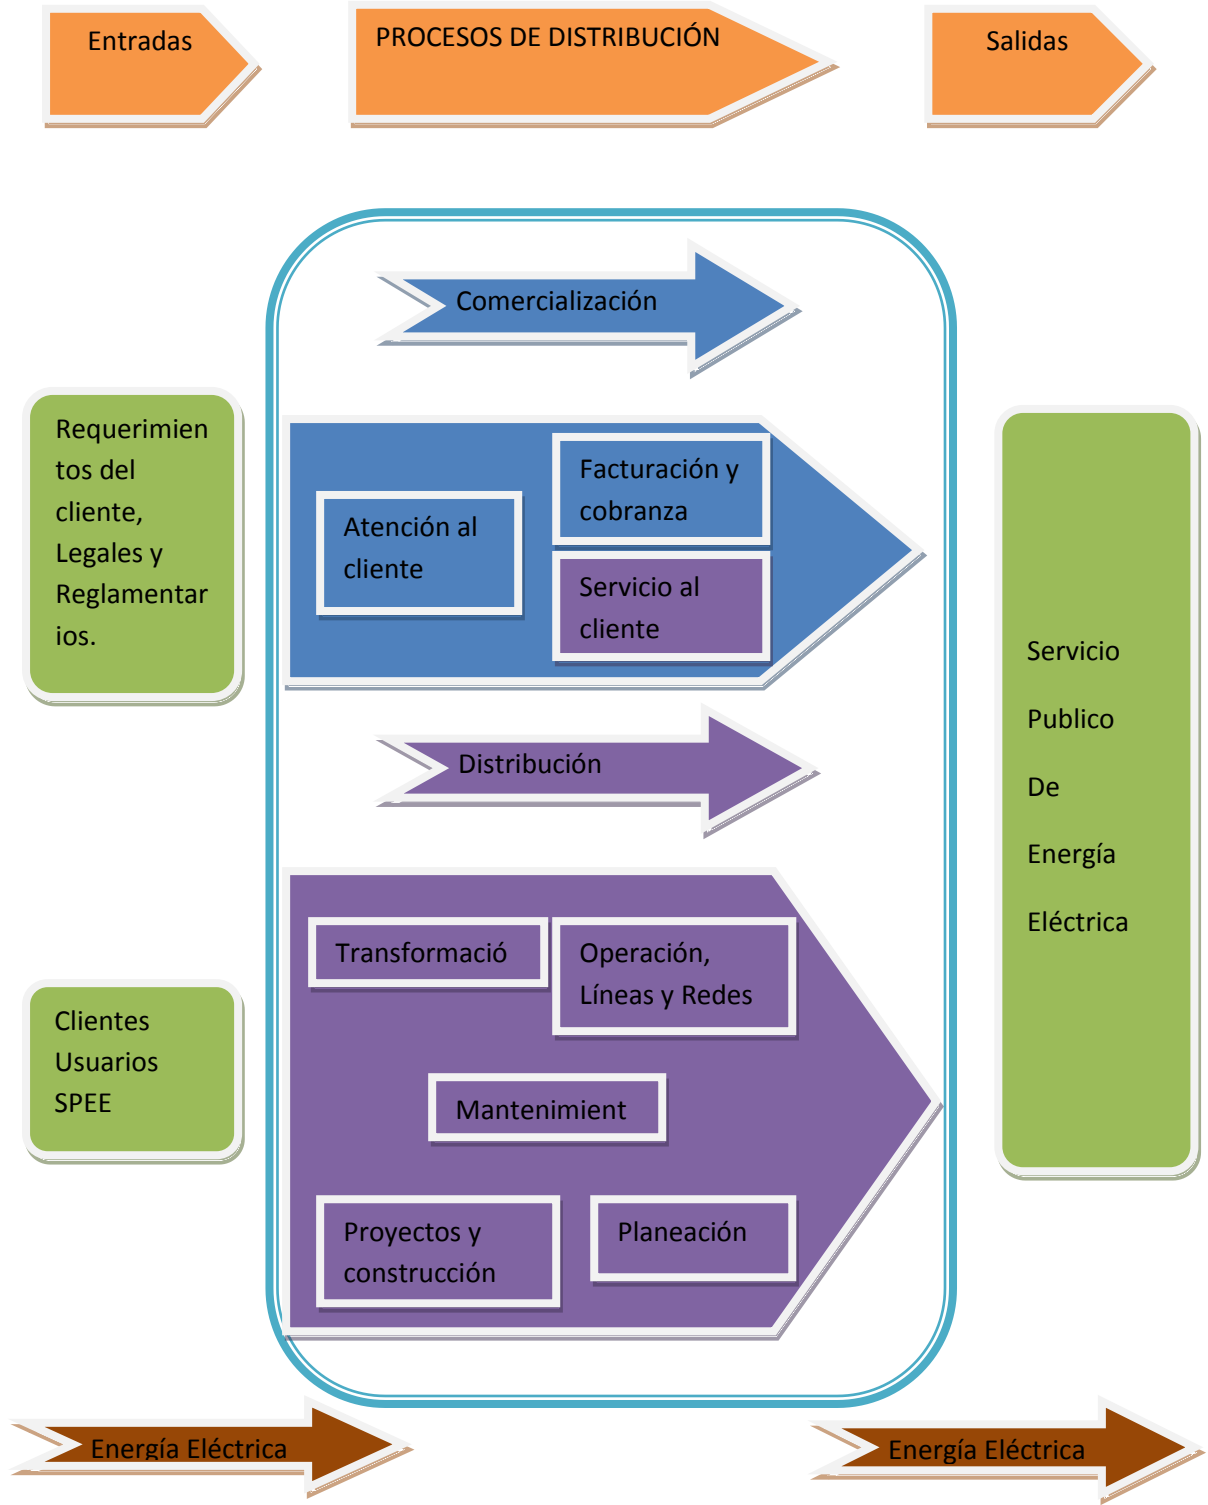 Entradas
PROCESOS DE DISTRIBUCIÓN
Salidas
Comercialización
Requerimien
tos del
cliente,
Legales y
Reglamentar
ios.
Atención al
cliente
Facturación y
cobranza
Servicio al
cliente
Distribución
Transformació
Operación,
Líneas y Redes
Mantenimient
Proyectos y
construcción
Planeación
Clientes
Usuarios
SPEE
Servicio
Publico
De
Energía
Eléctrica
Energía Eléctrica
Energía Eléctrica